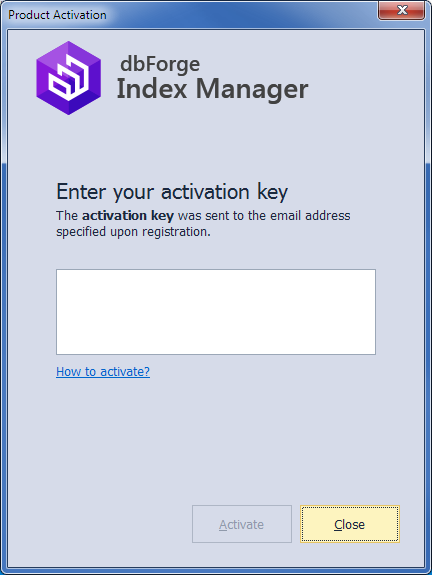 Product Activation
dbForge
Index Manager
Enter your activation key
The activation key was sent to the email address
specified upon registration.
How to activate?
Activate
Close